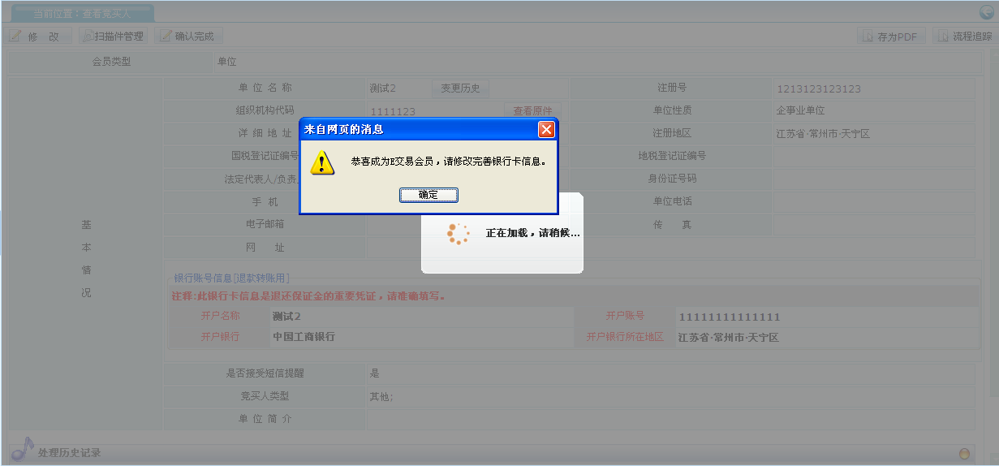 当前位置：查看竞买人
修 改 扫描件管理 确认完成 存为PDF 流程追踪
会员类型 单位
单 位 名 称 测试2 变更历史 注册号 1213123123123
组织机构代码 1111123 查看原件 单位性质 企事业单位
详 细 地 址 注册地区 江苏省·常州市·天宁区
来自网页的消息
恭喜成为E交易会员，请修改完善银行卡信息。
确定
国税登记证编号 地税登记证编号
法定代表人/负责 身份证号码
手 机 单位电话
电子邮箱 传 真
正在加载，请稍候...
网 址
基
本
情
况
银行账号信息[退款转账用]
注释:此银行卡信息是退还保证金的重要凭证，请准确填写。
开户名称 测试2 开户账号 11111111111111
开户银行 中国工商银行 开户银行所在地区 江苏省·常州市·天宁区
是否接受短信提醒 是
竞买人类型 其他;
单 位 简 介
处理历史记录